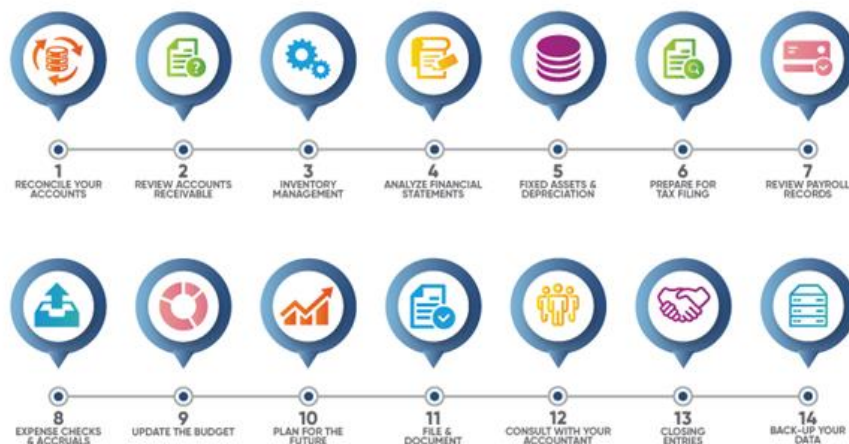 1
RECONCILE YOUR
ACCOUNTS
2
REVIEW ACCOUNTS
RECEIVABLE
?
3
INVENTORY
MANAGEMENT
4
ANALYZE FINANCIAL
STATEMENTS
5
FIXED ASSETS &
DEPRECIATION
6
PREPARE FOR
TAX FILING
7
REVIEW PAYROLL
RECORDS
8
EXPENSE CHECKS
& ACCRUALS
9
UPDATE THE BUDGET
10
PLAN FOR THE
FUTURE
11
FILE &
DOCUMENT
12
CONSULT WITH YOUR
ACCOUNTANT
13
CLOSING
ENTRIES
14
BACK-UP YOUR
DATA